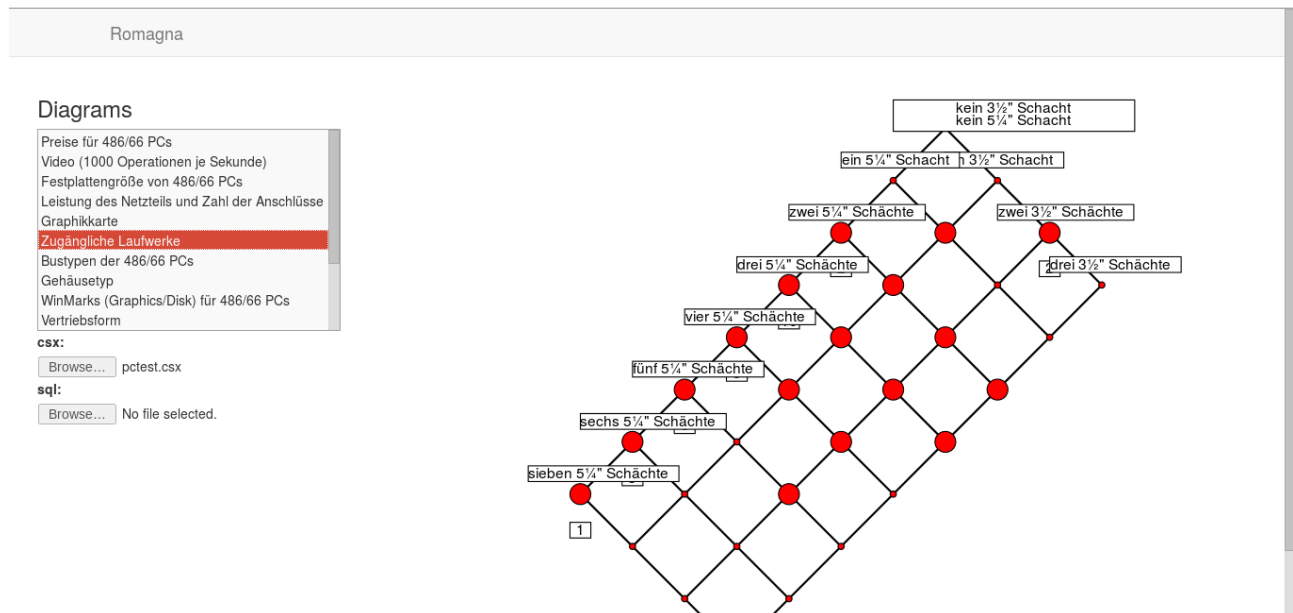 Romagna
Diagrams
Preise für 486/66 PCs
Video (1000 Operationen je Sekunde)
Festplattengröße von 486/66 PCs
Leistung des Netzteils und Zahl der Anschlüsse
Graphikkarte
Zugängliche Laufwerke
Bustypen der 486/66 PCs
Gehäusetyp
WinMarks (Graphics/Disk) für 486/66 PCs
Vertriebsform
csx:
Browse... pctest.csx
sql:
Browse... No file selected.
kein 3½" Schacht
kein 5¼" Schacht
ein 5¼" Schacht 3½" Schacht
zwei 5¼" Schächte zwei 3½" Schächte
drei 5¼" Schächte drei 3½" Schächte
vier 5¼" Schächte
fünf 5¼" Schächte
sechs 5¼" Schächte
sieben 5¼" Schächte
1